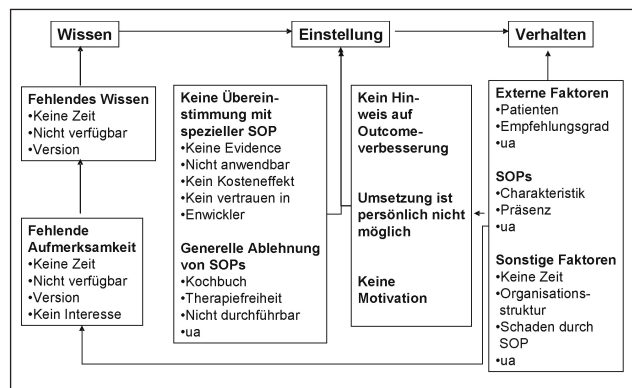 Wissen
Einstellung
Verhalten
Fehlendes Wissen
•Keine Zeit
•Nicht verfügbar
•Version
Fehlende
Aufmerksamkeit
•Keine Zeit
•Nicht verfügbar
•Version
•Kein Interesse
Keine Überein-
stimmung mit
spezieller SOP
•Keine Evidence
•Nicht anwendbar
•Kein Kosteneffekt
•Kein vertrauen in
•Enwickler
Generelle Ablehnung
von SOPs
•Kochbuch
•Therapiefreiheit
•Nicht durchführbar
•ua
Kein Hin-
weis auf
Outcome-
verbesserung
Umsetzung ist
persönlich nicht
möglich
Keine
Motivation
Externe Faktoren
•Patienten
•Empfehlungsgrad
•ua
SOPs
•Charakteristik
•Präsenz
•ua
Sonstige Faktoren
•Keine Zeit
•Organisations-
struktur
•Schaden durch
SOP
•ua